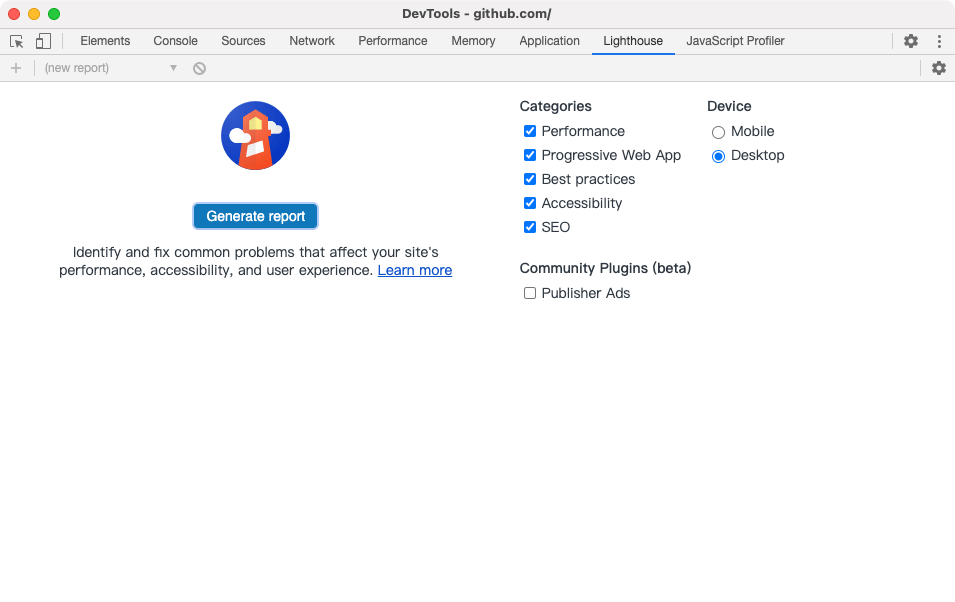 DevTools - github.com/
Elements Console Sources Network Performance Memory Application Lighthouse JavaScript Profiler
(new report)
Generate report
Identify and fix common problems that affect your site's
performance, accessibility, and user experience. Learn more
Categories
Performance
Progressive Web App
Best practices
Accessibility
SEO
Community Plugins (beta)
Publisher Ads
Device
Mobile
Desktop